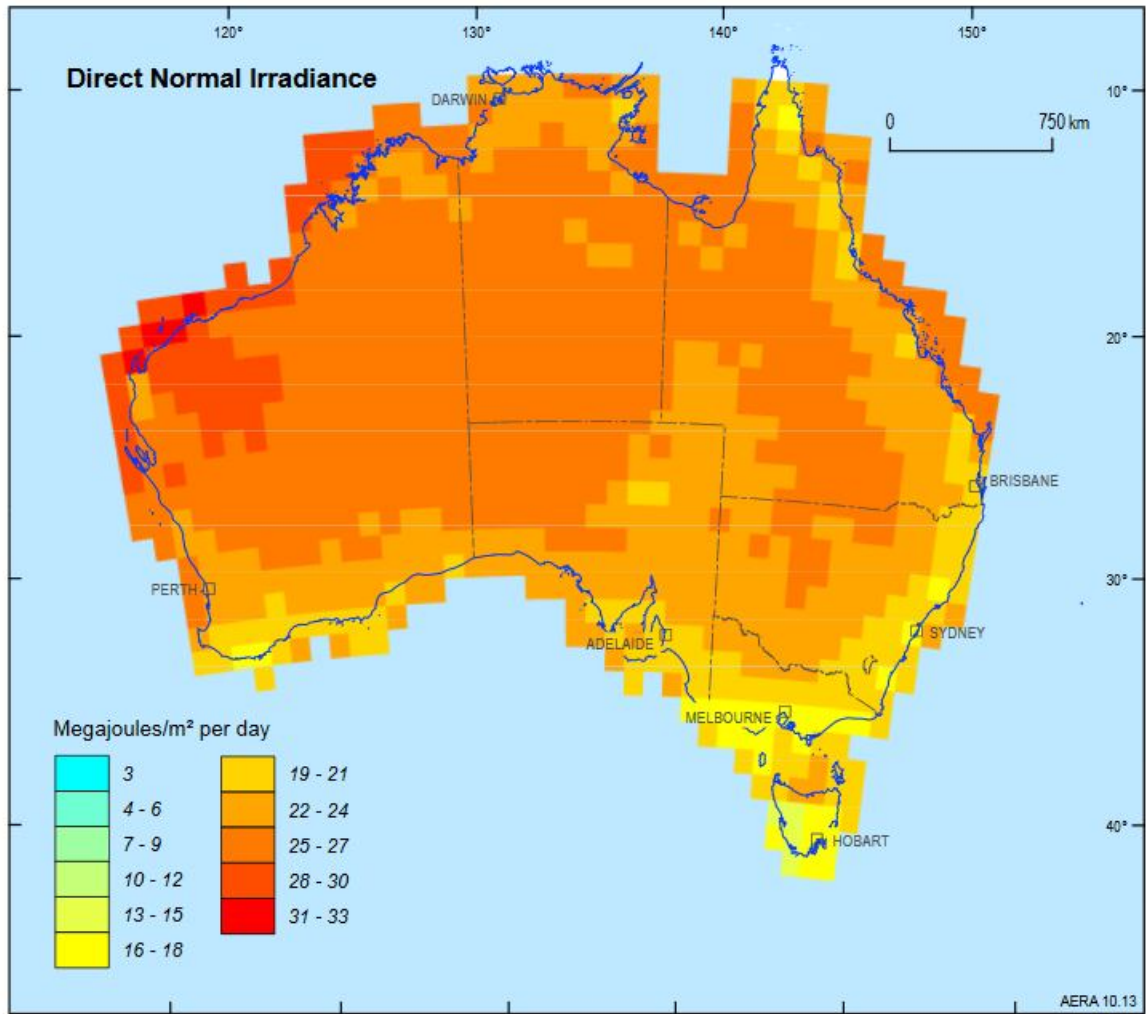 120°
130°
140°
150°
Direct Normal Irradiance
10°
DARWIN
0 750 km
20°
BRISBANE
30°
PERTH
SYDNEY
ADELAIDE
MELBOURNE
Megajoules/m² per day
3
4 - 6
7 - 9
10 - 12
13 - 15
16 - 18
19 - 21
22 - 24
25 - 27
28 - 30
31 - 33
40°
HOBART
AERA 10.13